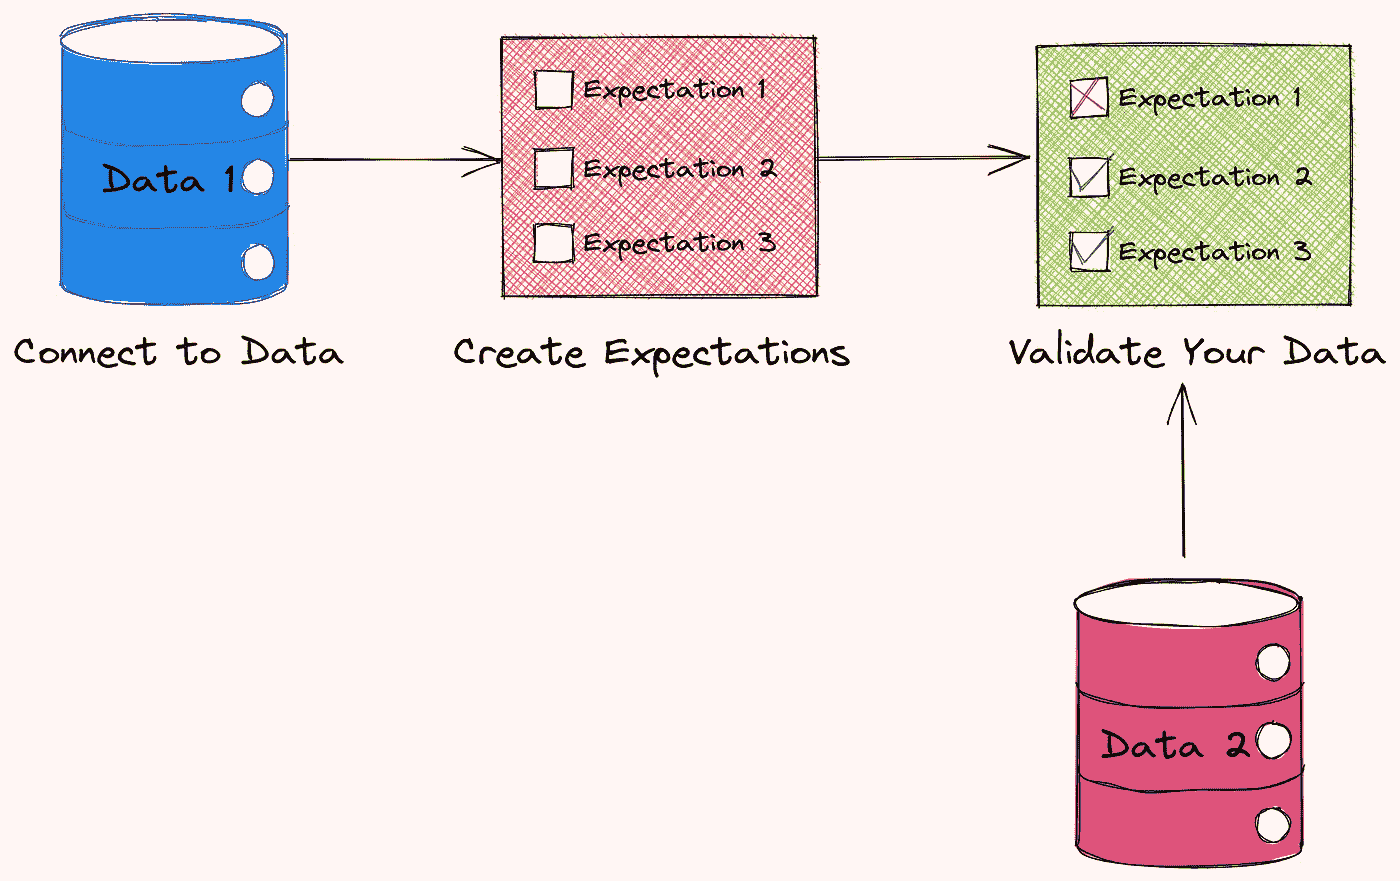 Data 1
Connect to Data
Expectation 1
Expectation 2
Expectation 3
Create Expectations
Expectation 1
Expectation 2
Expectation 3
Validate Your Data
Data 2